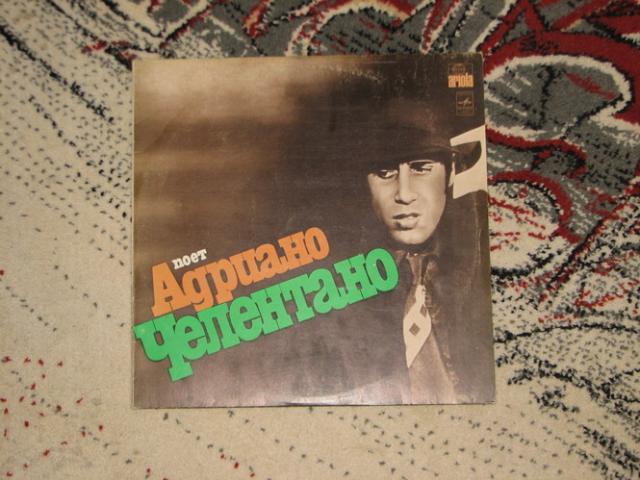 ariola
поет
Адриано
Челентано